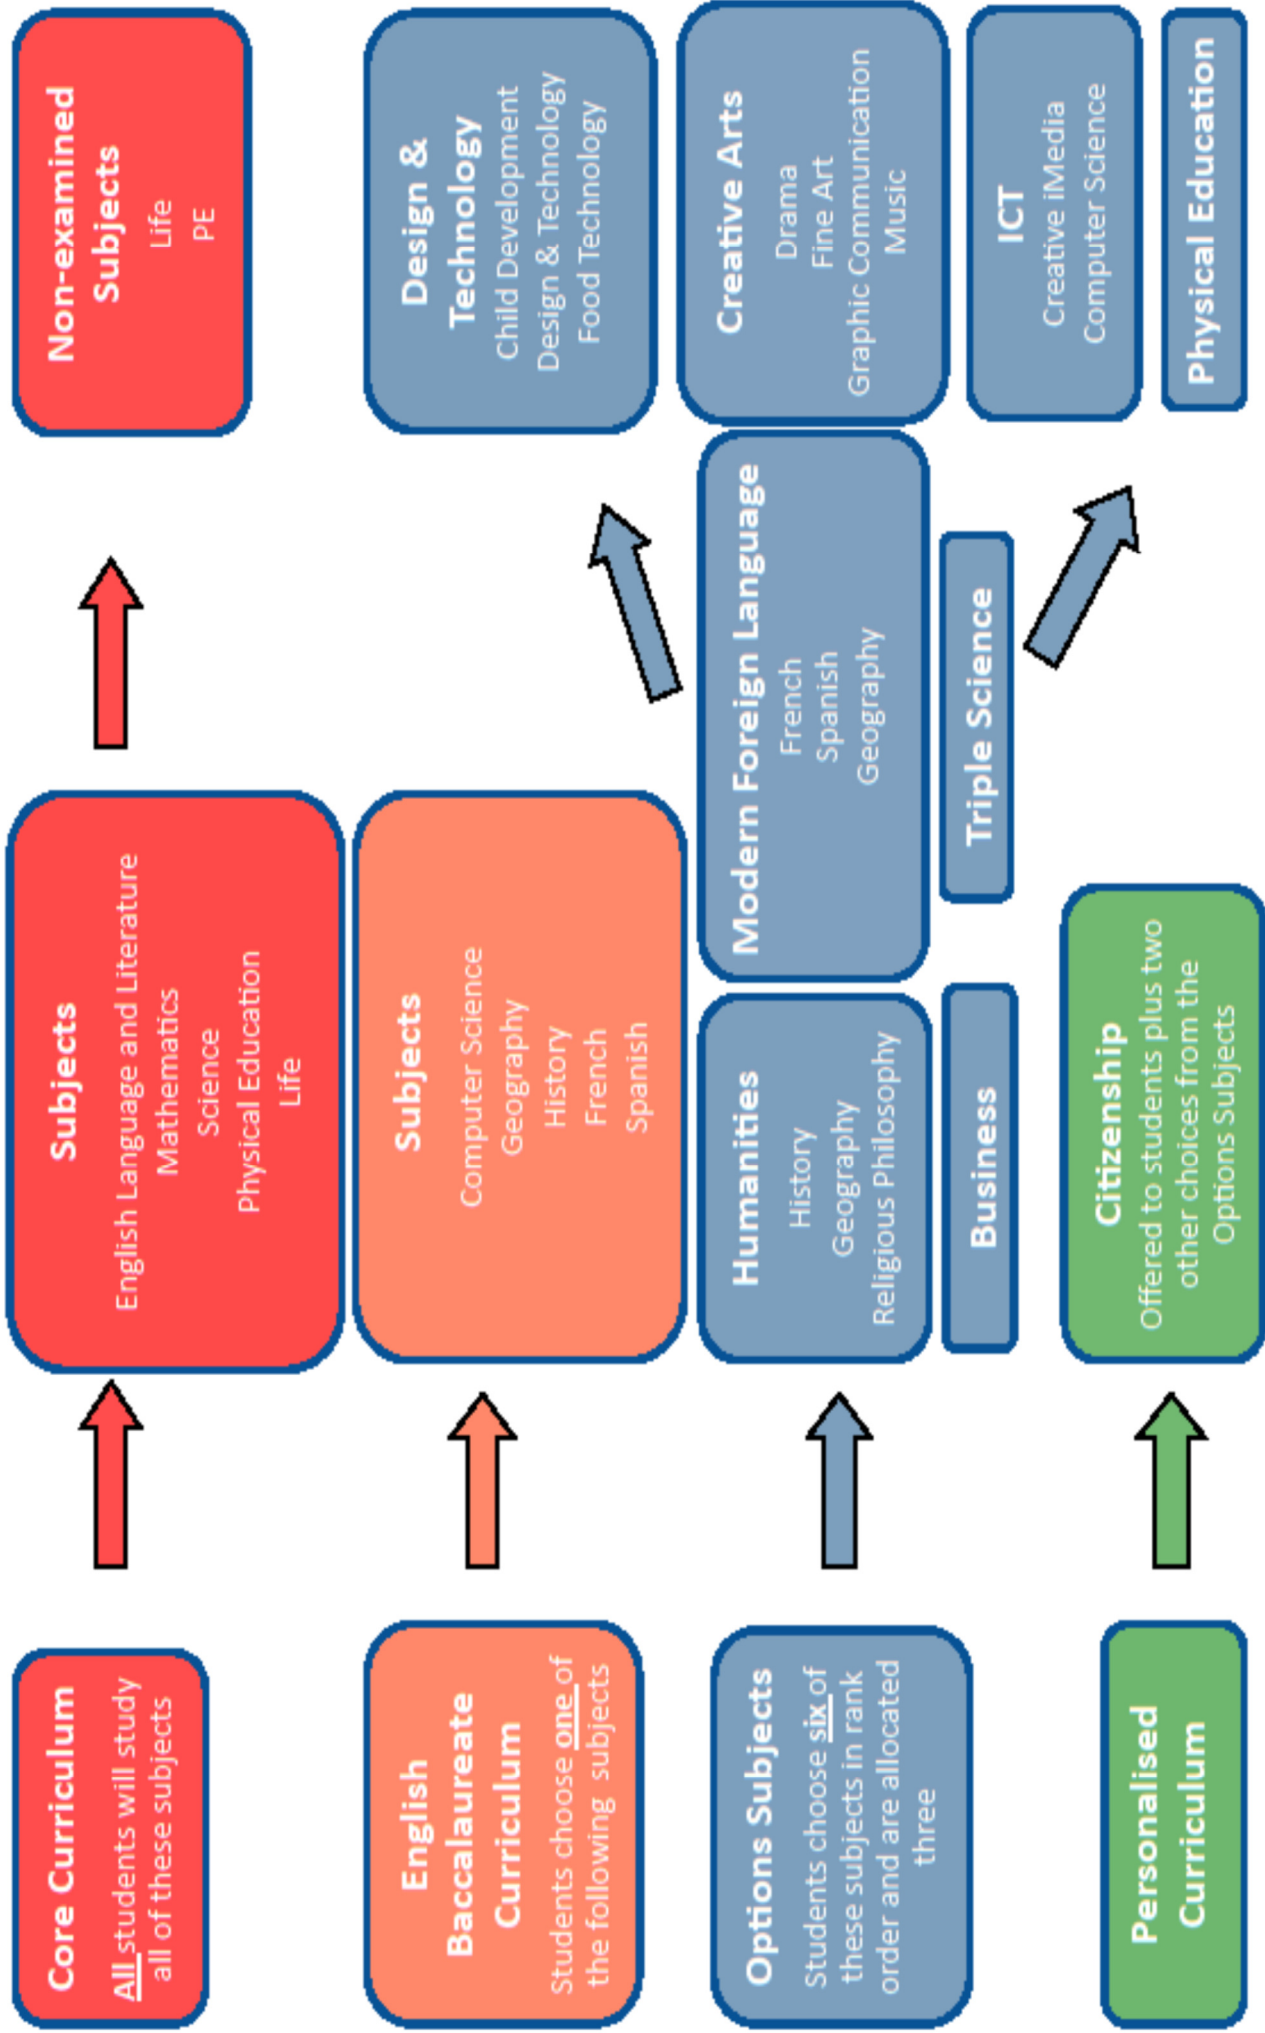 Core Curriculum
All students will study
all of these subjects
Subjects
English Language and Literature
Mathematics
Science
Physical Education
Life
Non-examined
Subjects
Life
PE
English
Baccalaureate
Curriculum
Students choose one of
the following subjects
Subjects
Computer Science
Geography
History
French
Spanish
Options Subjects
Students choose six of
these subjects in rank
order and are allocated
three
Humanities
History
Geography
Religious Philosophy
Modern Foreign Language
French
Spanish
Geography
Business
Triple Science
Design &
Technology
Child Development
Design & Technology
Food Technology
Creative Arts
Drama
Fine Art
Graphic Communication
Music
ICT
Creative iMedia
Computer Science
Physical Education
Personalised
Curriculum
Citizenship
Offered to students plus two
other choices from the
Options Subjects